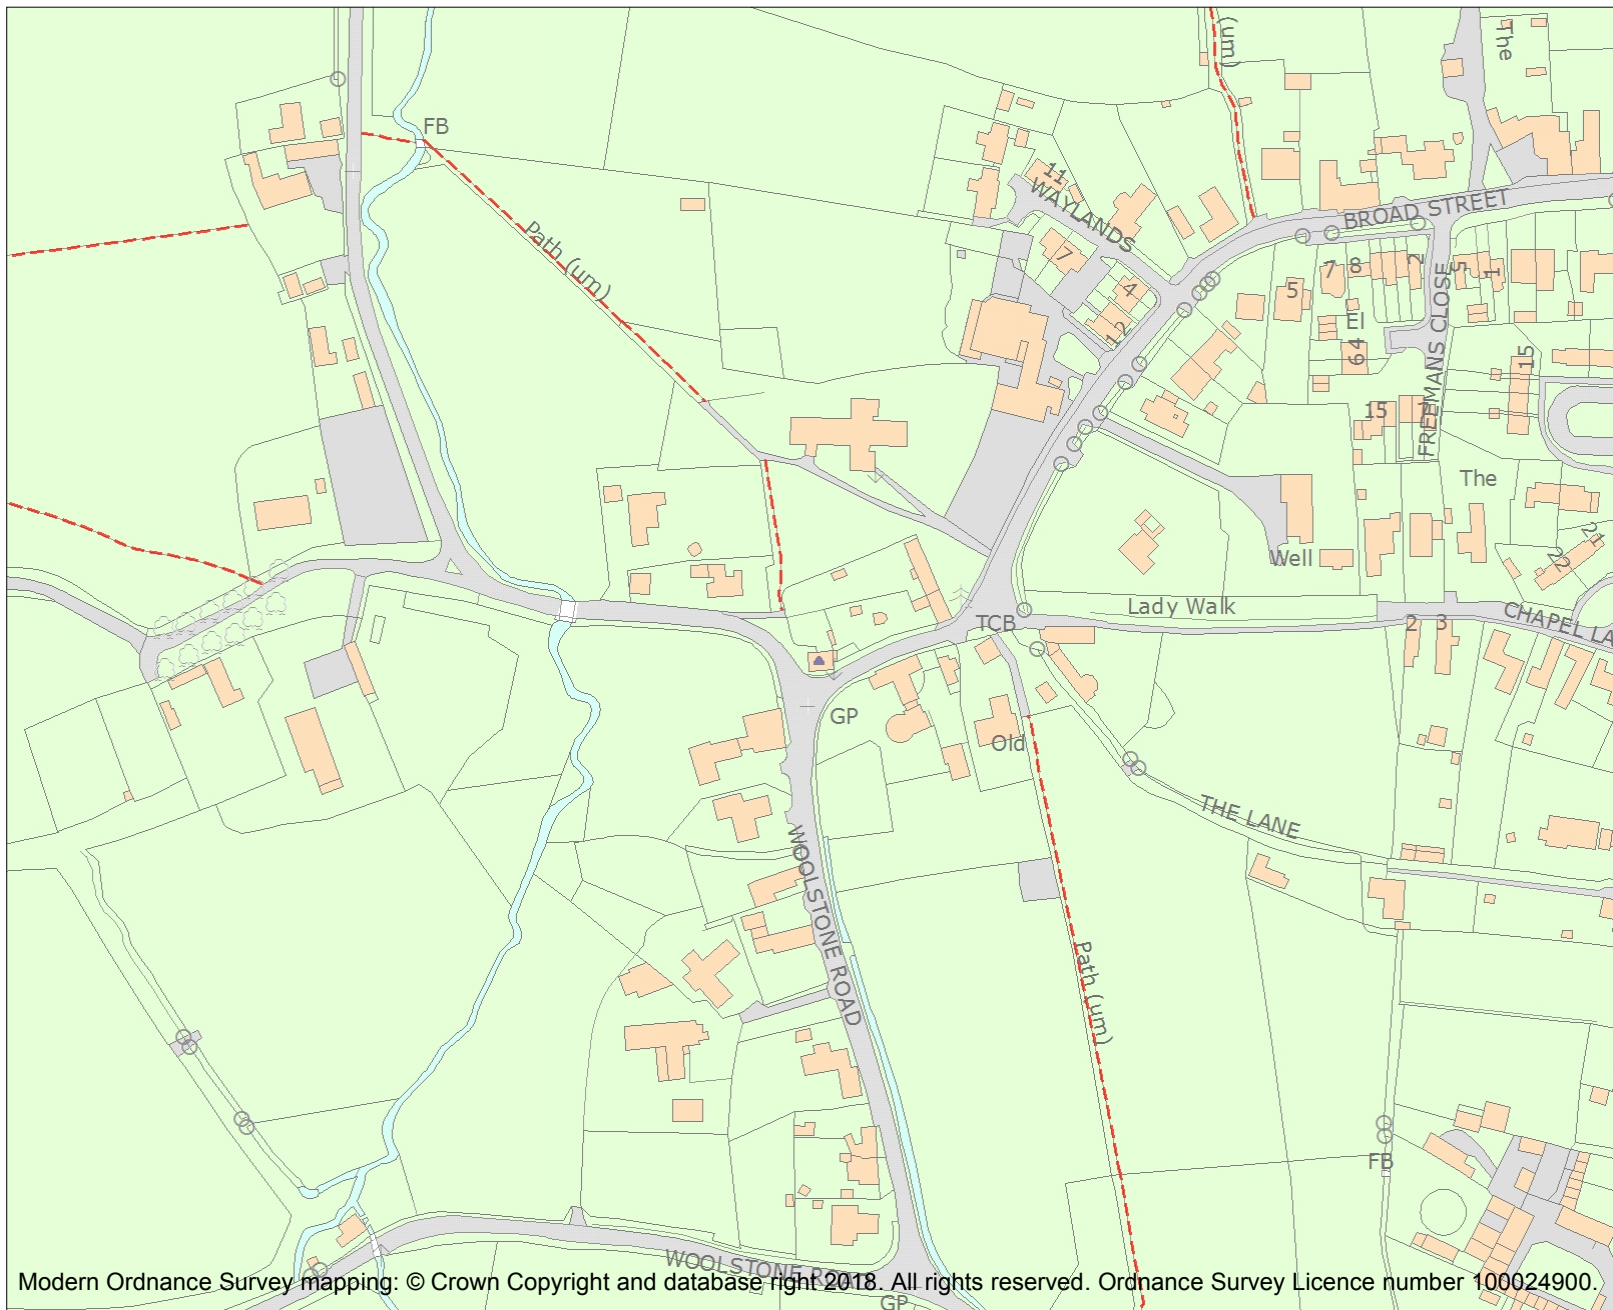 (um)
The
FB
11
WAYLANDS
BROAD STREET
Path (um)
7
4
12
5
7
8
2
5
1
El
64
FREEMANS CLOSE
15
15
7
The
Well
21
22
TCB
Lady Walk
2
3
CHAPEL LA
GP
Old
THE LANE
WOOLSTONE ROAD
Path (um)
FB
WOOLSTONE ROAD
Modern Ordnance Survey mapping: © Crown Copyright and database right 2018. All rights reserved. Ordnance Survey Licence number 100024900.
GP